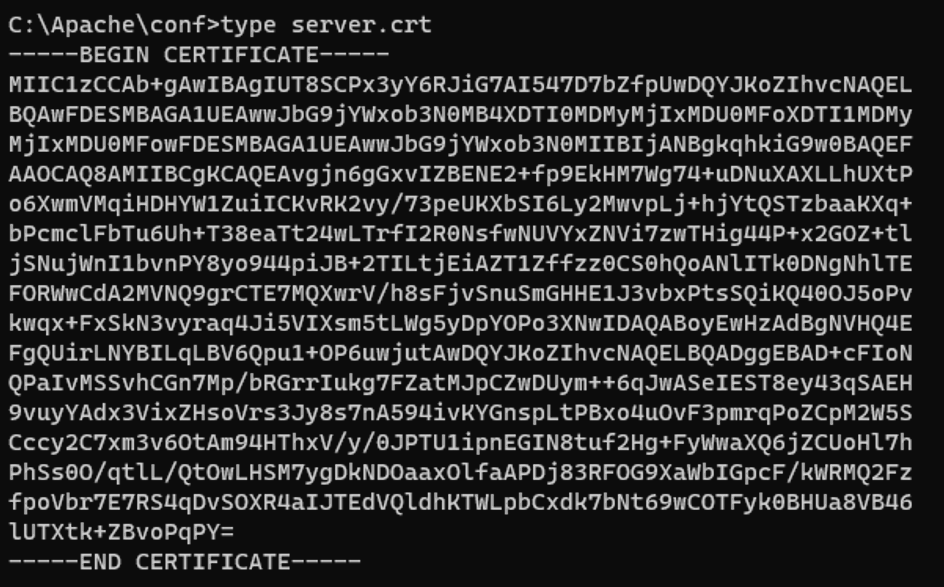 C:\Apache\conf>type server.crt
-----BEGIN CERTIFICATE-----
MIIC1zCCAb+gAwIBAgIUT8SCPx3yY6RJiG7AI547D7bZfpUwDQYJKoZIhvcNAQEL
BQAwFDESMBAGA1UEAwwJbG9jYWxob3N0MB4XDTI0MDMyMjIxMDU0MFoXDTI1MDMy
MjIxMDU0MFowFDESMBAGA1UEAwwJbG9jYWxob3N0MIIBIjANBgkqhkiG9w0BAQEF
AAOCAQ8AMIIBCgKCAQEAvgjn6gGxvIZBENE2+fp9EkHM7Wg74+uDNuXAXLLhUXtP
o6XwmVMqiHDHYW1ZuiICKvRK2vy/73peUKXbSI6Ly2MwvpLj+hjYtQSTzbaaKXq+
bPcmclFbTu6Uh+T38eaTt24wLTrfI2R0NsfwNUVYxZNVi7zwTHig44P+x2GOZ+tl
jSNujWnI1bvnPY8yo944piJB+2TILtjEiAZT1Zffzz0CS0hQoANlITk0DNgNhlTE
FORWwCdA2MVNQ9grCTE7MQXwrV/h8sFjvSnuSmGHHE1J3vbxPtsSQiKQ40OJ5oPv
kwqx+FxSkN3vyraq4Ji5VIXsm5tLWg5yDpYOPo3XNwIDAQABoyEwHzAdBgNVHQ4E
FgQUirLNYBILqLBV6Qpu1+OP6uwjutAwDQYJKoZIhvcNAQELBQADggEBAD+cFIoN
QPaIvMSSvhCGn7Mp/bRGrrIukg7FZatMJpCZwDUym++6qJwASeIEST8ey43qSAEH
9vuyYAdx3VixZHsoVrs3Jy8s7nA594ivKYGnspLtPBxo4uOvF3pmrqPoZCpM2W5S
Cccy2C7xm3v6OtAm94HThxV/y/0JPTU1ipnEGIN8tuf2Hg+FyWwaXQ6jZCUoHl7h
PhSs0O/qtlL/QtOwLHSM7ygDkNDOaaxOlfaAPDj83RFOG9XaWbIGpcF/kWRMQ2Fz
fpoVbr7E7RS4qDvSOXR4aIJTEdVQldhKTWLpbCxdk7bNt69wCOTFyk0BHUa8VB46
lUTXtk+ZBvoPqPY=
-----END CERTIFICATE-----